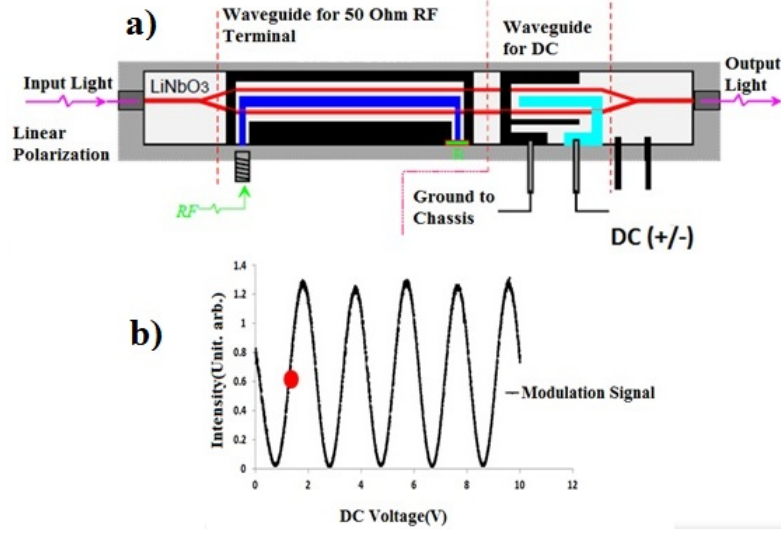 a)
Waveguide for 50 Ohm RF
Terminal
Waveguide
for DC
Output
Light
Input Light
LiNbO3
Linear
Polarization
RF
Ground to
Chassis
DC (+/-)
b)
Intensity(Unit. arb.)
1.4
1.2
1
0.8
0.6
0.4
0.2
0
0
2
4
6
8
10
12
Modulation Signal
DC Voltage(V)